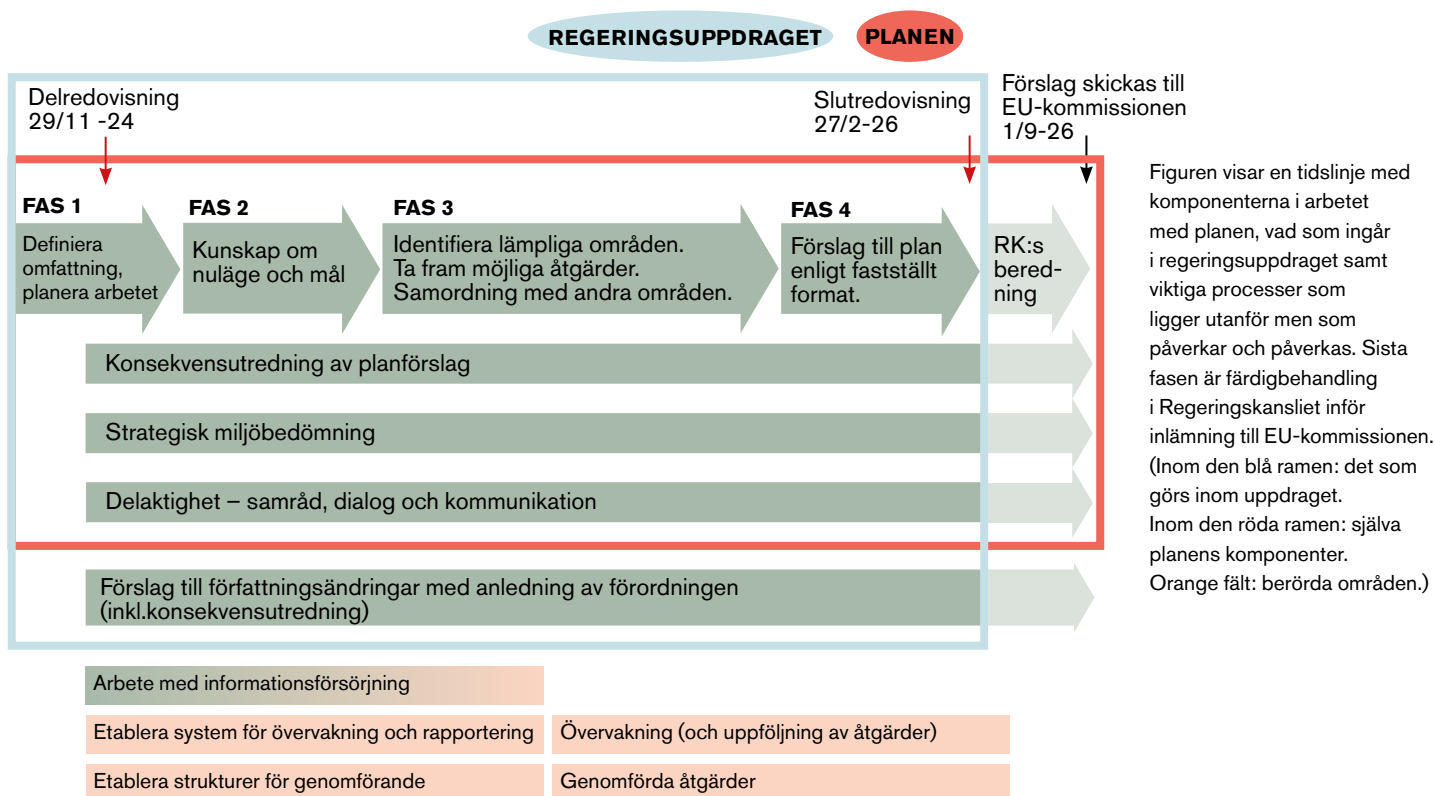 REGERINGSUPPDRAGET
PLANEN
Delredovisning
29/11 -24
Slutredovisning
27/2-26
Förslag skickas till
EU-kommissionen
1/9-26
FAS 1
Definiera
omfattning,
planera arbetet
FAS 2
Kunskap om
nuläge och mål
FAS 3
Identifiera lämpliga områden.
Ta fram möjliga åtgärder.
Samordning med andra områden.
FAS 4
Förslag till plan
enligt fastställt
format.
RK:s
bered-
ning
Konsekvensutredning av planförslag
Strategisk miljöbedömning
Delaktighet – samråd, dialog och kommunikation
Förslag till författningsändringar med anledning av förordningen
(inkl.konsekvensutredning)
Arbete med informationsförsörjning
Etablera system för övervakning och rapportering
Övervakning (och uppföljning av åtgärder)
Etablera strukturer för genomförande
Genomförda åtgärder
Figuren visar en tidslinje med
komponenterna i arbetet
med planen, vad som ingår
i regeringsuppdraget samt
viktiga processer som
ligger utanför men som
påverkar och påverkas. Sista
fasen är färdigbehandling
i Regeringskansliet inför
inlämning till EU-kommissionen.
(Inom den blå ramen: det som
görs inom uppdraget.
Inom den röda ramen: själva
planens komponenter.
Orange fält: berörda områden.)